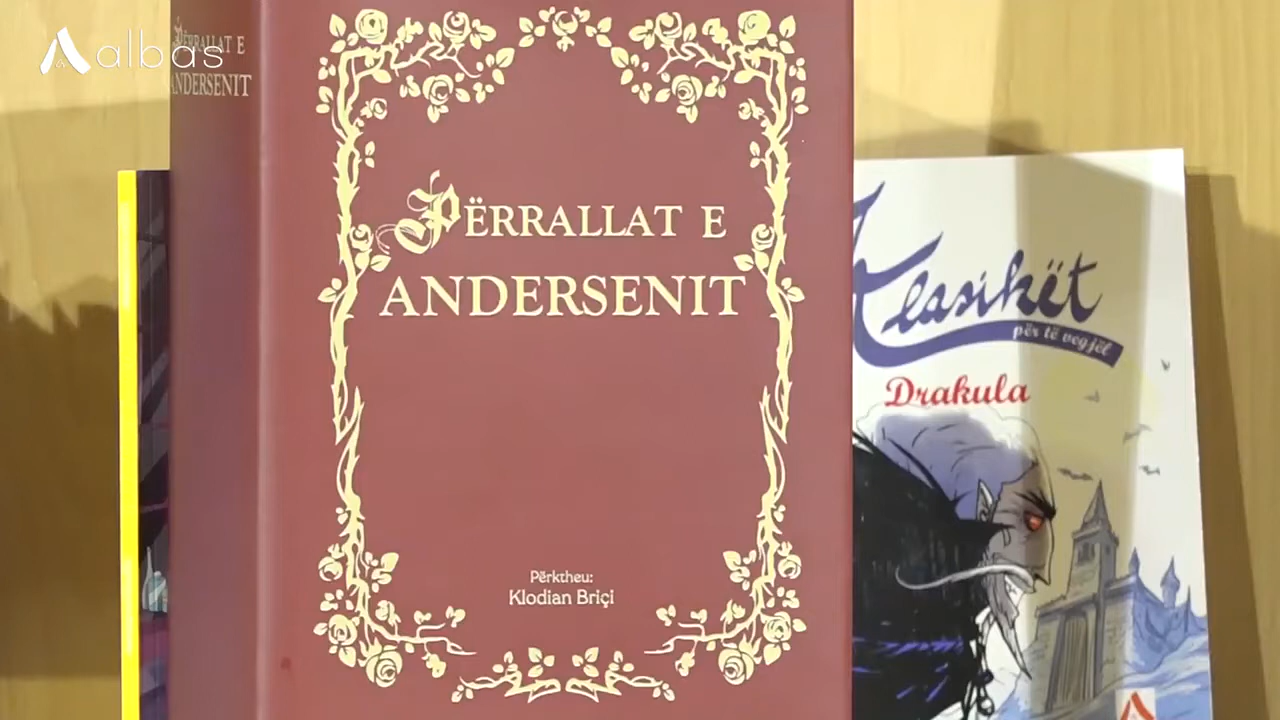 albas
PËRRALLAT E
ANDERSENIT
PËRRALLAT E
ANDERSENIT
Përktheu:
Klodian Briçi
Klasikët
për të vegjël
Drakula